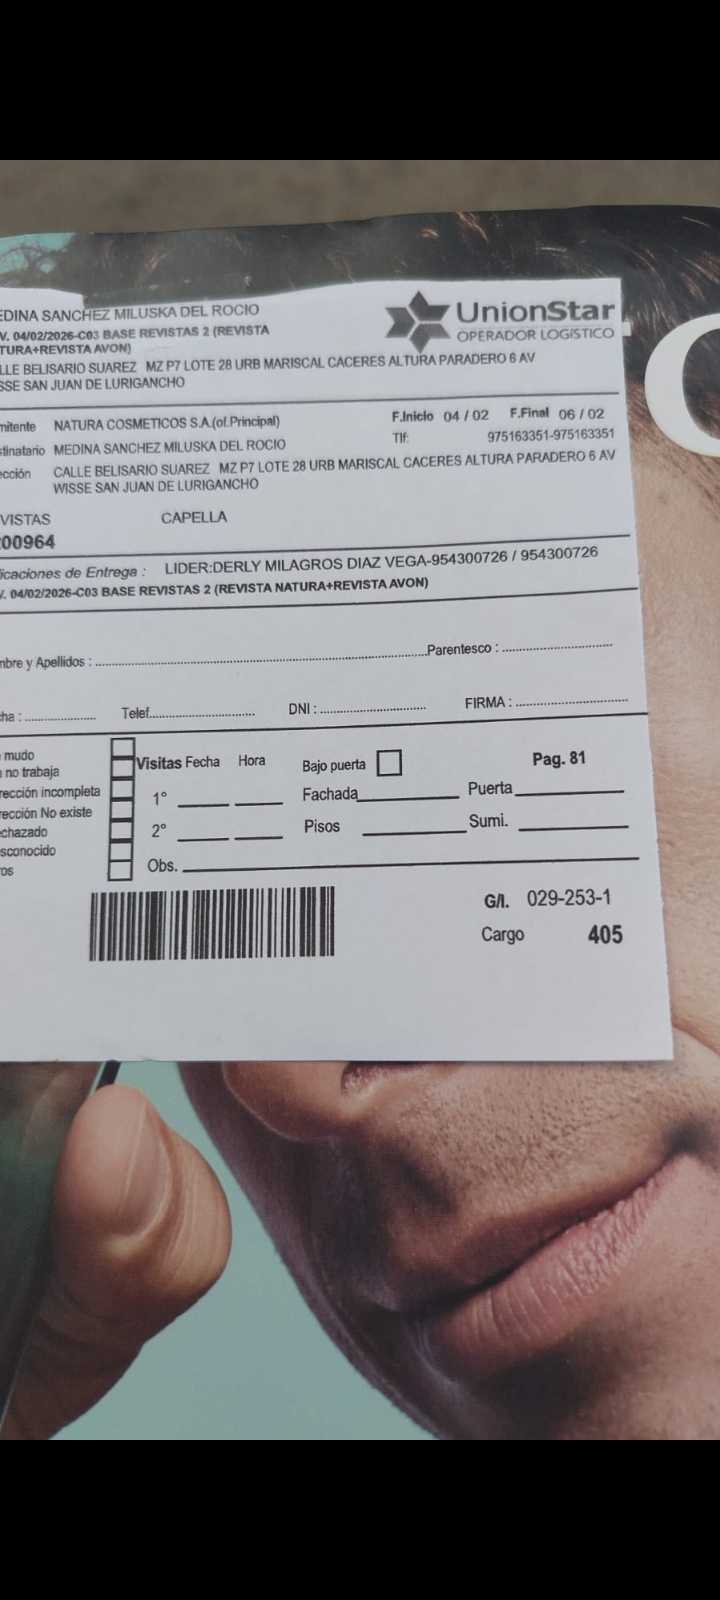 EDINA SANCHEZ MILUSKA DEL ROCIO
UnionStar
V. 04/02/2026-C03 BASE REVISTAS 2 (REVISTA
OPERADOR LOGÍSTICO
TURA+REVISTA AVON)
LLE BELISARIO SUAREZ MZ P7 LOTE 28 URB MARISCAL CACERES ALTURA PARADERO 6 AV
SSE SAN JUAN DE LURIGANCHO
mitente NATURA COSMETICOS S.A.(of.Principal) F.Inicio 04 / 02 F.Final 06 / 02
stinatario MEDINA SANCHEZ MILUSKA DEL ROCIO Tlf: 975163351-975163351
ección CALLE BELISARIO SUAREZ MZ P7 LOTE 28 URB MARISCAL CACERES ALTURA PARADERO 6 AV
WISSE SAN JUAN DE LURIGANCHO
VISTAS CAPELLA
00964
icaciones de Entrega : LIDER:DERLY MILAGROS DIAZ VEGA-954300726 / 954300726
V. 04/02/2026-C03 BASE REVISTAS 2 (REVISTA NATURA+REVISTA AVON)
mbre y Apellidos : Parentesco :
cha : Telef. DNI : FIRMA :
mudo
no trabaja
rección incompleta
rección No existe
echazado
sconocido
ros
Visitas Fecha Hora Bajo puerta Pag. 81
1° Fachada Puerta
2° Pisos Sumi.
Obs.
G/I. 029-253-1
Cargo 405